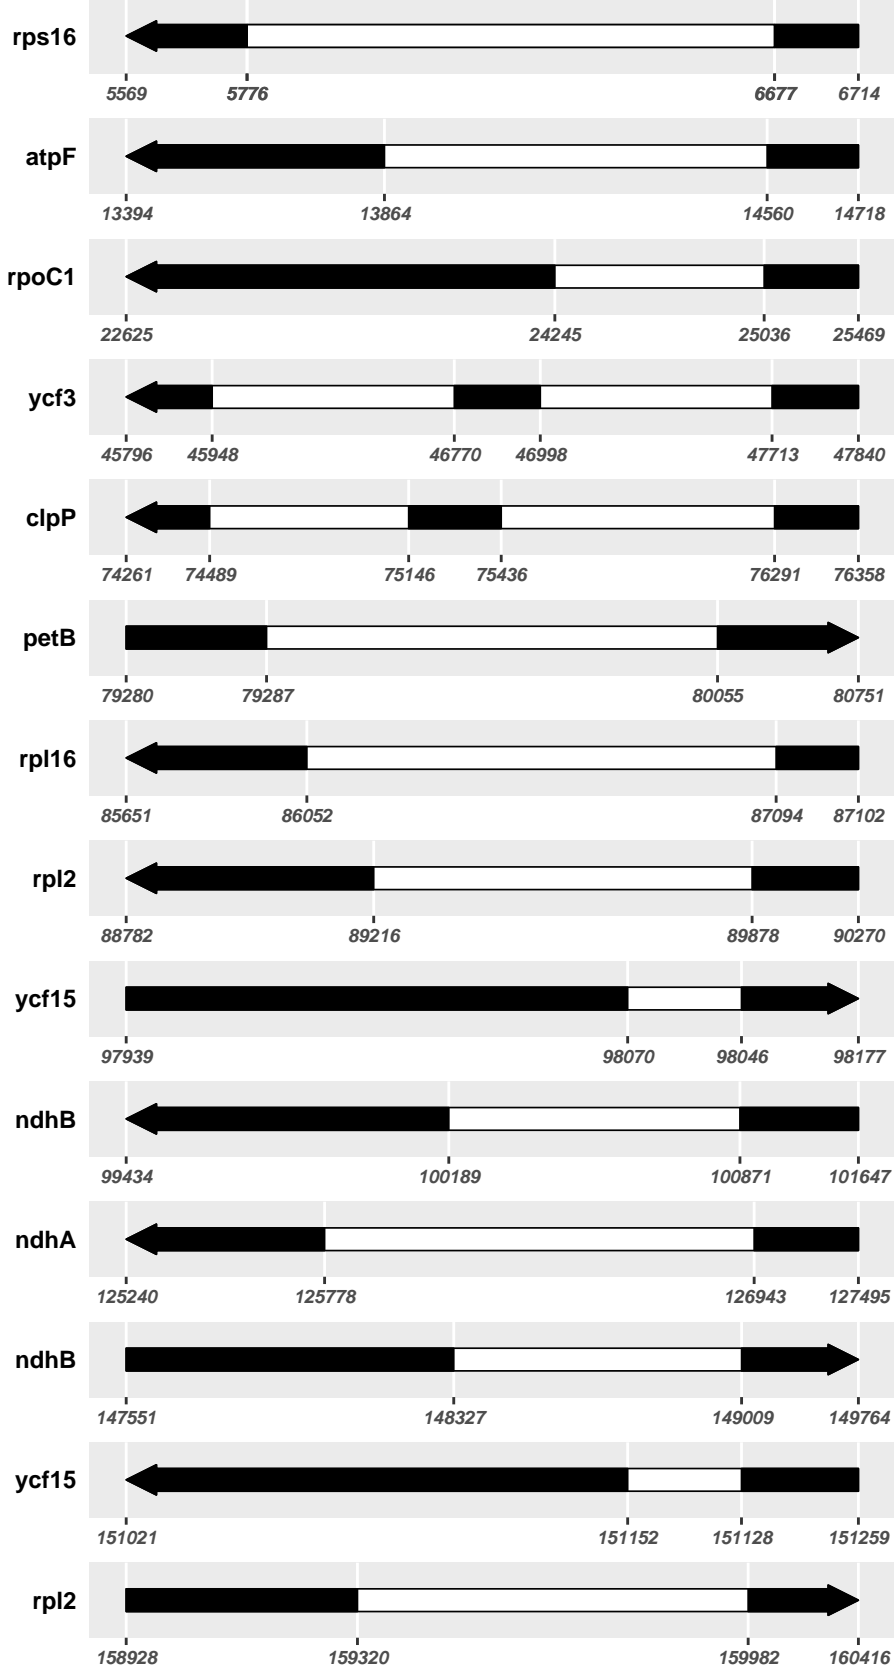 rps16
5569 5776 6677 6714
atpF
13394 13864 14560 14718
rpoC1
22625 24245 25036 25469
ycf3
45796 45948 46770 46998 47713 47840
clpP
74261 74489 75146 75436 76291 76358
petB
79280 79287 80055 80751
rpl16
85651 86052 87094 87102
rpl2
88782 89216 89878 90270
ycf15
97939 98070 98046 98177
ndhB
99434 100189 100871 101647
ndhA
125240 125778 126943 127495
ndhB
147551 148327 149009 149764
ycf15
151021 151152 151128 151259
rpl2
158928 159320 159982 160416